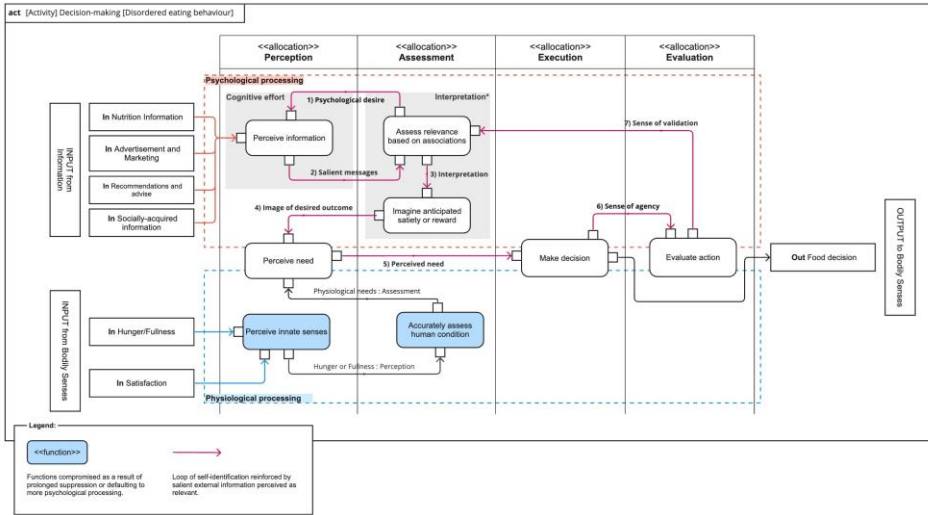 act [Activity] Decision-making [Disordered eating behaviour]
<<allocation>>
Perception
<<allocation>>
Assessment
<<allocation>>
Execution
<<allocation>>
Evaluation
Psychological processing
Cognitive effort
Interpretation*
1) Psychological desire
INPUT from
Information
In Nutrition Information
In Advertisement and
Marketing
In Recommendations and
advise
In Socially-acquired
information
Perceive information
Assess relevance
based on associations
7) Sense of validation
2) Salient messages
3) Interpretation
4) Image of desired outcome
Imagine anticipated
satiety or reward
6) Sense of agency
Perceive need
5) Perceived need
Make decision
Evaluate action
Out Food decision
OUTPUT to
Bodily Senses
Physiological needs : Assessment
INPUT from
Bodily Senses
In Hunger/Fullness
In Satisfaction
Perceive innate senses
Accurately assess
human condition
Hunger or Fullness : Perception
Physiological processing
Legend:
<<function>>
Functions compromised as a result of
prolonged suppression or defaulting to
more psychological processing.
Loop of self-identification reinforced by
salient external information perceived as
relevant.